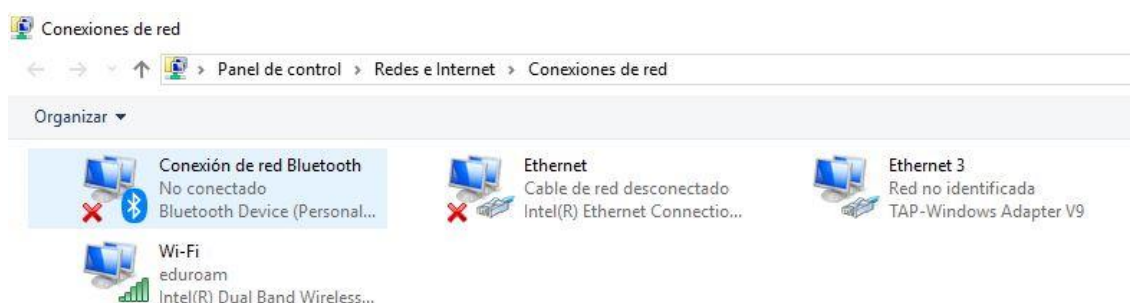 Conexiones de red
Panel de control > Redes e Internet > Conexiones de red
Organizar
Conexión de red Bluetooth
No conectado
Bluetooth Device (Personal...
Ethernet
Cable de red desconectado
Intel(R) Ethernet Connectio...
Ethernet 3
Red no identificada
TAP-Windows Adapter V9
Wi-Fi
eduroam
Intel(R) Dual Band Wireless...